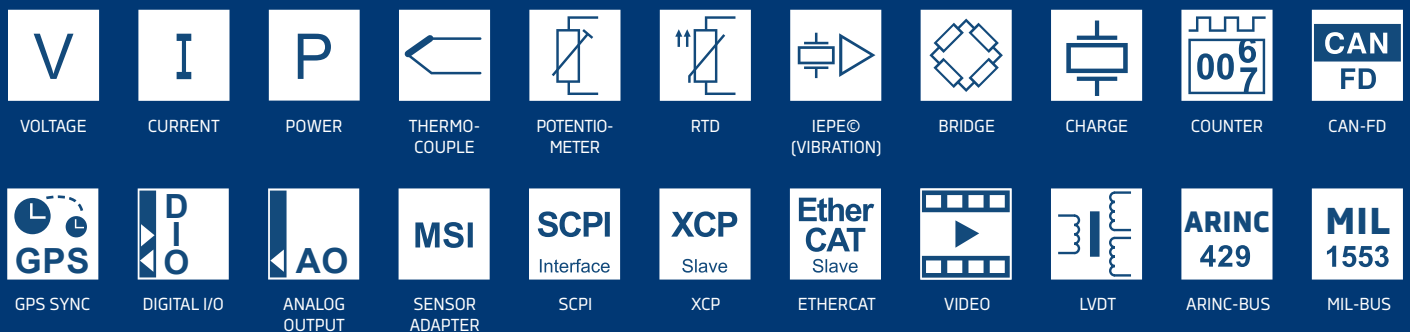 V
I
P
00 6
7
CAN
FD
VOLTAGE
CURRENT
POWER
THERMO-
COUPLE
POTENTIO-
METER
RTD
IEPE©
(VIBRATION)
BRIDGE
CHARGE
COUNTER
CAN-FD
GPS
D
I
O
AO
MSI
SCPI
Interface
XCP
Slave
Ether
CAT
Slave
ARINC
429
MIL
1553
GPS SYNC
DIGITAL I/O
ANALOG
OUTPUT
SENSOR
ADAPTER
SCPI
XCP
ETHERCAT
VIDEO
LVDT
ARINC-BUS
MIL-BUS